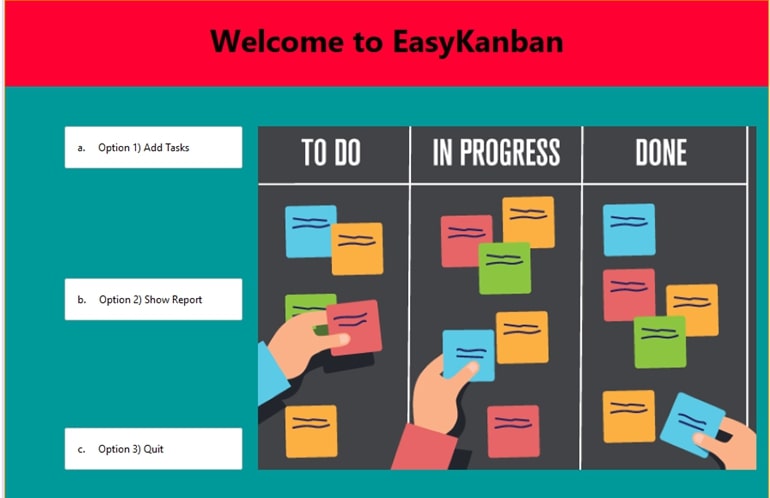 Welcome to EasyKanban
a. Option 1) Add Tasks
TO DO
IN PROGRESS
DONE
b. Option 2) Show Report
c. Option 3) Quit